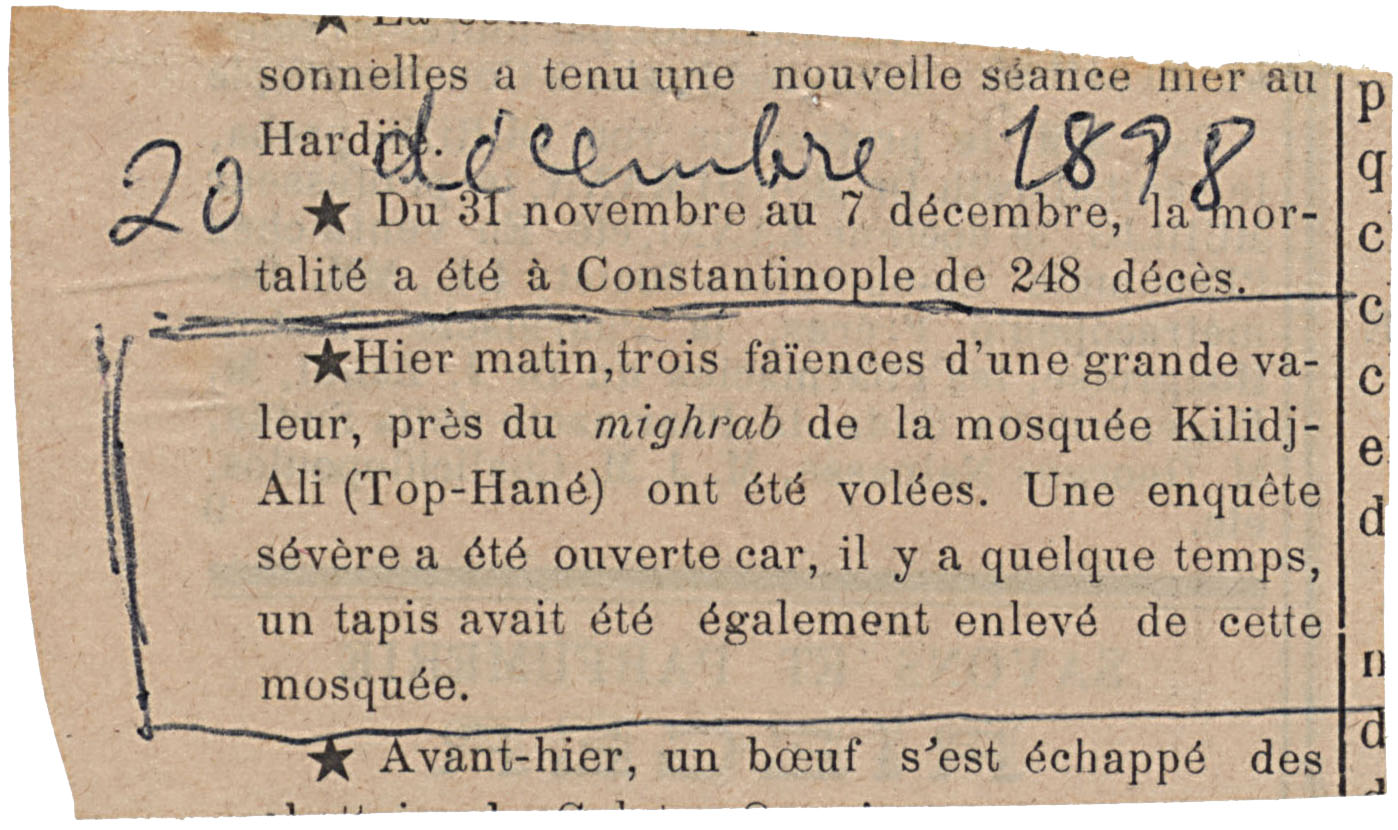 ★ La
sonnelles a tenu une nouvelle séance hier au
Hardjié.
20 décembre 1898
★ Du 31 novembre au 7 décembre, la mor-
talité a été à Constantinople de 248 décès.
★Hier matin,trois faïences d'une grande va-
leur, près du mighrab de la mosquée Kilidj-
Ali (Top-Hané) ont été volées. Une enquête
sévère a été ouverte car, il y a quelque temps,
un tapis avait été également enlevé de cette
mosquée.
★ Avant-hier, un bœuf s'est échappé des
p
q
c
c
c
e
d
n
d